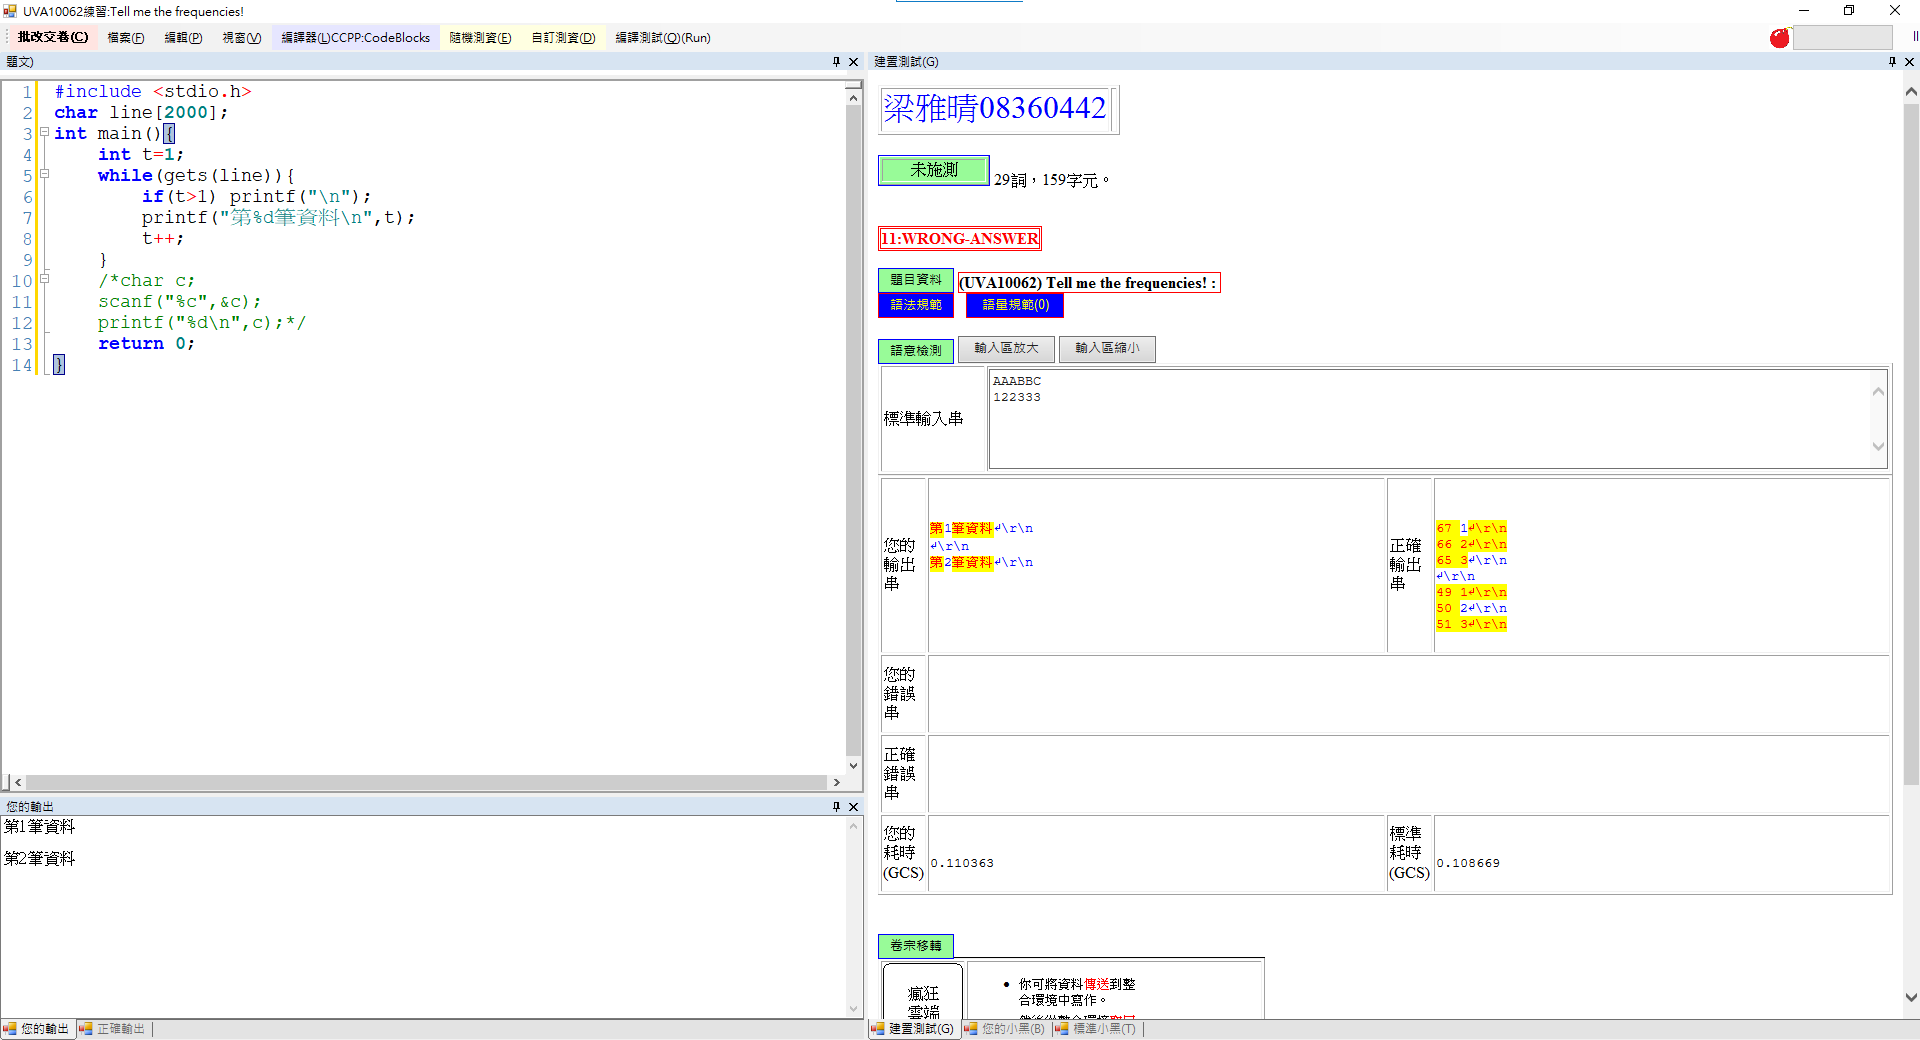 UVA10062練習:Tell me the frequencies!
批改交卷(C) 檔案(F) 編輯(P) 視窗(V) 編譯器(L)CCPP:CodeBlocks 隨機測資(E) 自訂測資(D) 編譯測試(Q)(Run)
題文)
1 #include <stdio.h>
2 char line[2000];
3 int main(){
4 int t=1;
5 while(gets(line)){
6 if(t>1) printf("\n");
7 printf("第%d筆資料\n",t);
8 t++;
9 }
10 /*char c;
11 scanf("%c",&c);
12 printf("%d\n",c);*/
13 return 0;
14 }
您的輸出
第1筆資料
第2筆資料
您的輸出 正確輸出
建置測試(G)
梁雅晴08360442
未施測 29詞，159字元。
11:WRONG-ANSWER
題目資料 (UVA10062) Tell me the frequencies! :
語法規範 語量規範(0)
語意檢測 輸入區放大 輸入區縮小
標準輸入串
AAABBC
122333
您的輸出串
第1筆資料↲\r\n
↲\r\n
第2筆資料↲\r\n
正確輸出串
67 1↲\r\n
66 2↲\r\n
65 3↲\r\n
↲\r\n
49 1↲\r\n
50 2↲\r\n
51 3↲\r\n
您的錯誤串
正確錯誤串
您的耗時(GCS) 0.110363
標準耗時(GCS) 0.108669
卷宗移轉
瘋狂
雲端
你可將資料傳送到整
合環境中寫作。
建置測試(G) 您的小黑(B) 標準小黑(T)